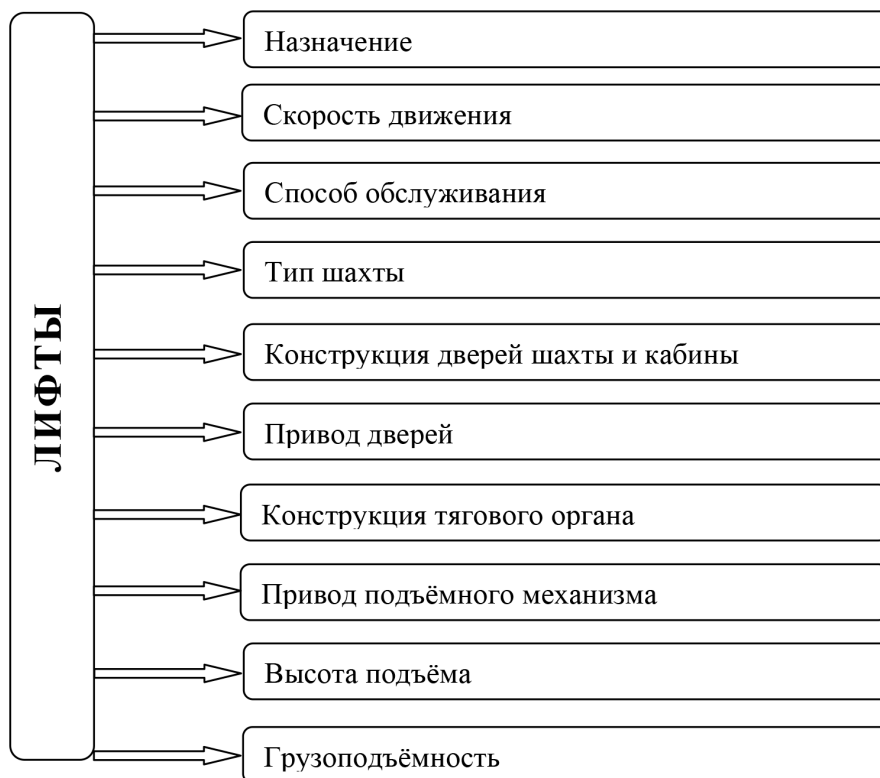 ЛИФТЫ
Назначение
Скорость движения
Способ обслуживания
Тип шахты
Конструкция дверей шахты и кабины
Привод дверей
Конструкция тягового органа
Привод подъёмного механизма
Высота подъёма
Грузоподъёмность